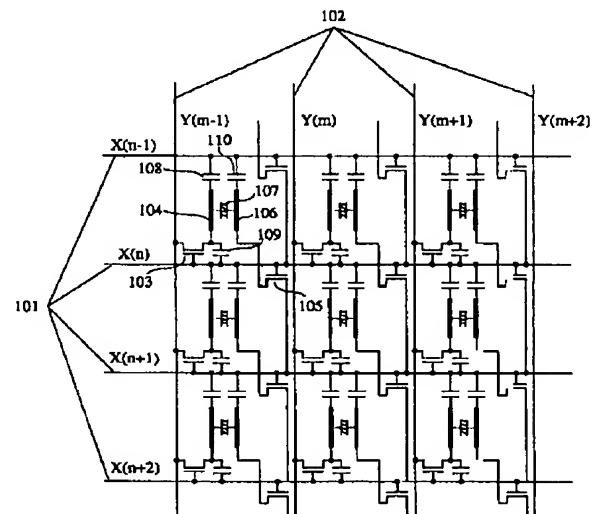 102
Y(m-1) Y(m) Y(m+1) Y(m+2)
X(n-1)
110
108
107
104 106
109
X(n)
103
105
101
X(n+1)
X(n+2)